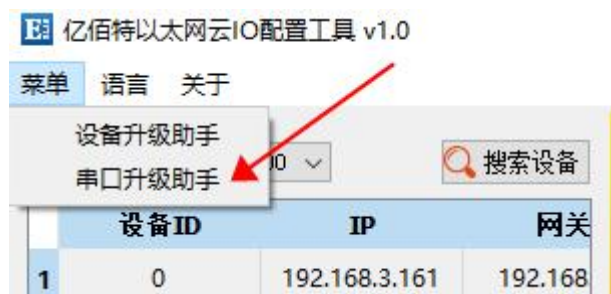 亿佰特以太网云IO配置工具 v1.0
菜单 语言 关于
设备升级助手
串口升级助手
搜索设备
设备ID IP 网关
1 0 192.168.3.161 192.168